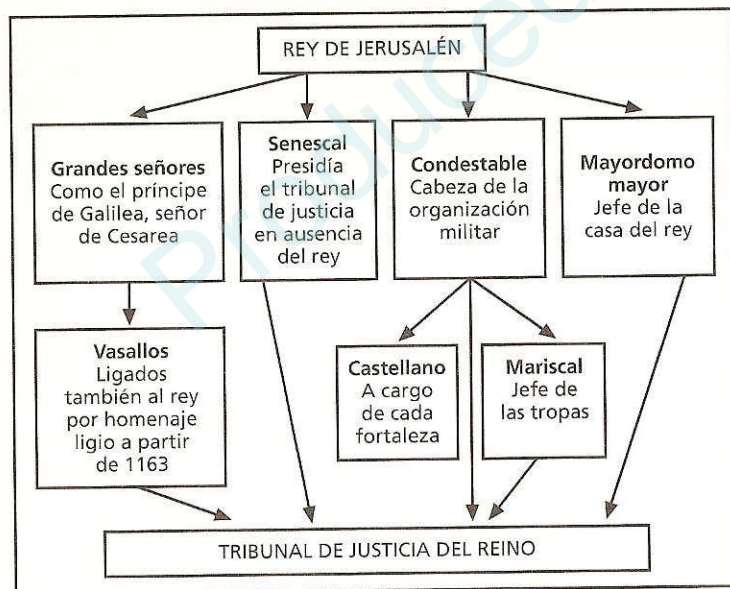 REY DE JERUSALÉN
Grandes señores
Como el príncipe
de Galilea, señor
de Cesarea
Senescal
Presidía
el tribunal
de justicia
en ausencia
del rey
Condestable
Cabeza de la
organización
militar
Mayordomo
mayor
Jefe de la
casa del rey
Vasallos
Ligados
también al rey
por homenaje
ligio a partir
de 1163
Castellano
A cargo
de cada
fortaleza
Mariscal
Jefe de
las tropas
TRIBUNAL DE JUSTICIA DEL REINO